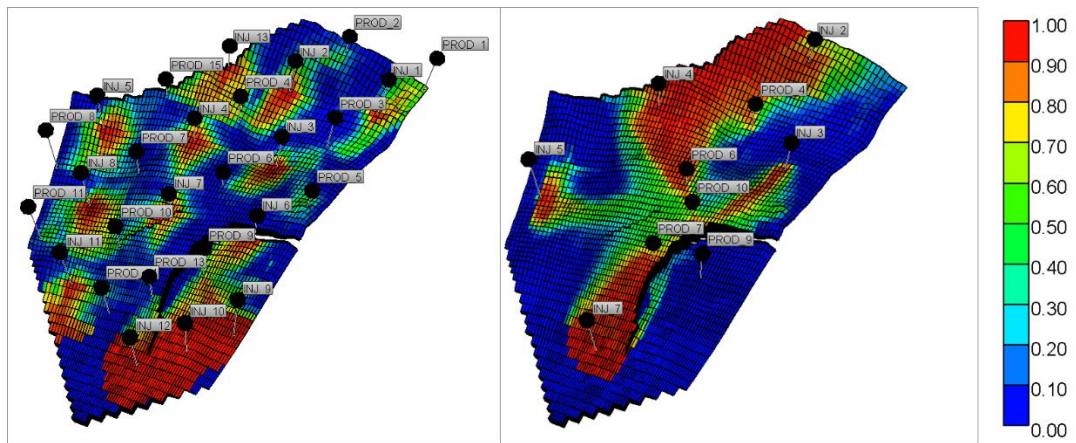 PROD_2
INJ_13
PROD_1
INJ_2
PROD_15
INJ_1
INJ_5
PROD_4
PROD_3
INJ_4
PROD_8
INJ_3
PROD_7
PROD_6
INJ_8
PROD_5
INJ_7
PROD_11
INJ_6
PROD_10
PROD_9
INJ_11
PROD_13
INJ_9
INJ_10
INJ_12
INJ_2
INJ_4
PROD_4
INJ_3
INJ_5
PROD_6
PROD_10
PROD_7
PROD_9
INJ_7
1.00
0.90
0.80
0.70
0.60
0.50
0.40
0.30
0.20
0.10
0.00